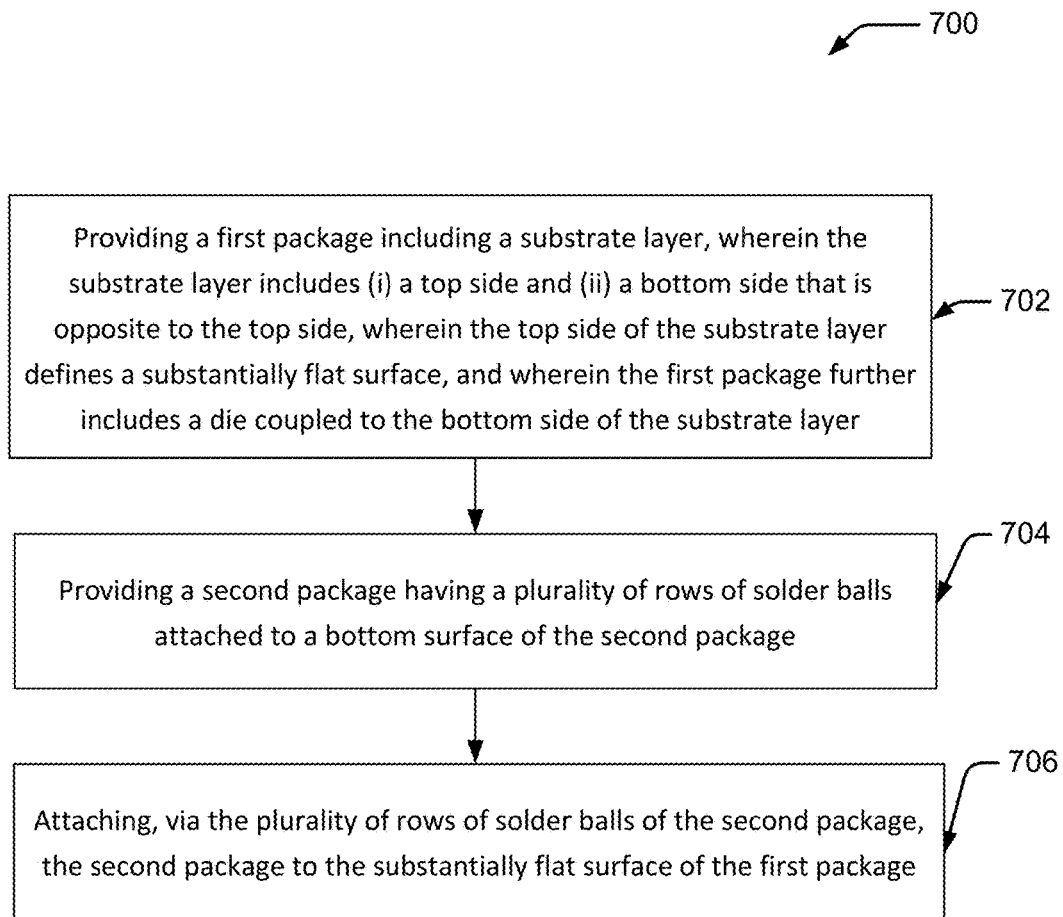 700
Providing a first package including a substrate layer, wherein the
substrate layer includes (i) a top side and (ii) a bottom side that is
opposite to the top side, wherein the top side of the substrate layer
defines a substantially flat surface, and wherein the first package further
includes a die coupled to the bottom side of the substrate layer
702
Providing a second package having a plurality of rows of solder balls
attached to a bottom surface of the second package
704
Attaching, via the plurality of rows of solder balls of the second package,
the second package to the substantially flat surface of the first package
706